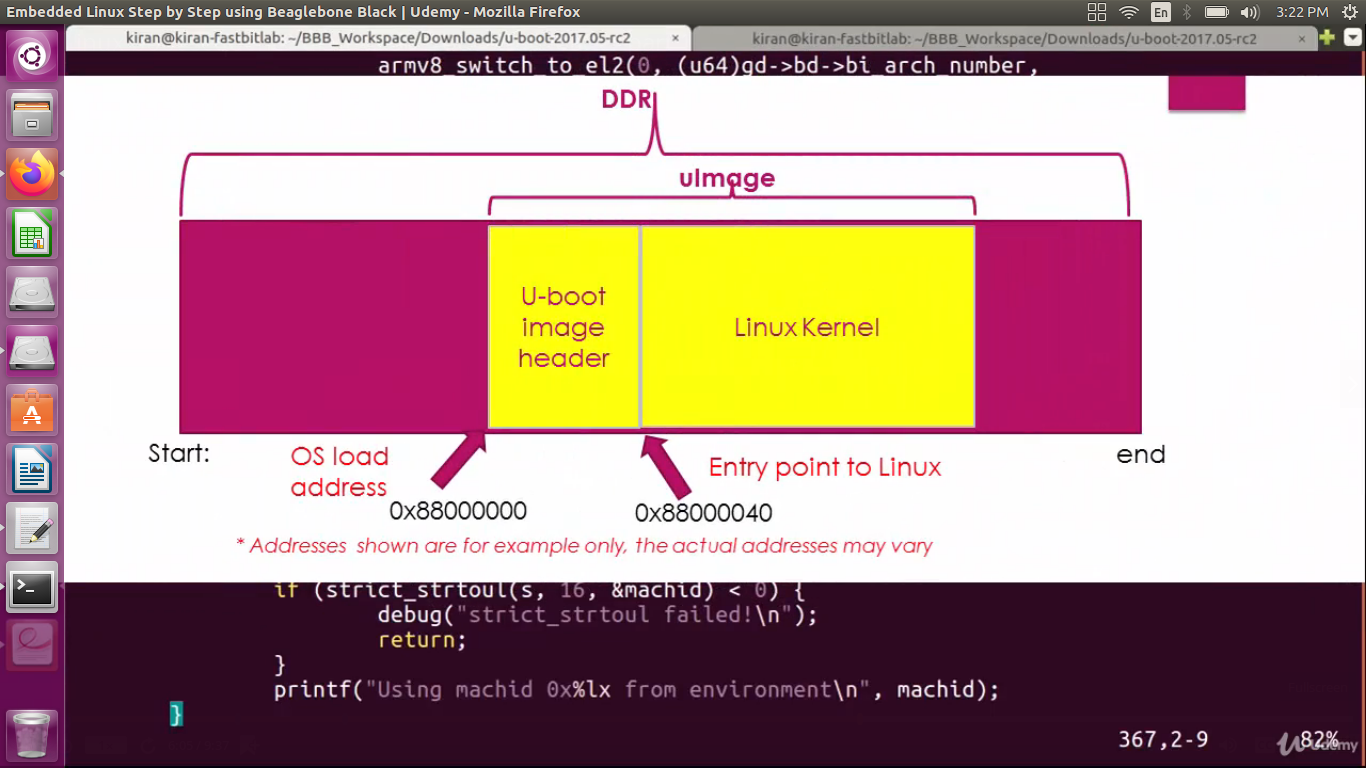 Embedded Linux Step by Step using Beaglebone Black | Udemy - Mozilla Firefox
En
3:22 PM
kiran@kiran-fastbitlab: ~/BBB_Workspace/Downloads/u-boot-2017.05-rc2 ×
kiran@kiran-fastbitlab: ~/BBB_Workspace/Downloads/u-boot-2017.05-rc2 ×
armv8_switch_to_el2(0, (u64)gd->bd->bi_arch_number,
DDR
uImage
U-boot
image
header
Linux Kernel
Start:
OS load
address
0x88000000
Entry point to Linux
0x88000040
end
* Addresses shown are for example only, the actual addresses may vary
if (strict_strtoul(s, 16, &machid) < 0) {
debug("strict_strtoul failed!\n");
return;
}
printf("Using machid 0x%lx from environment\n", machid);
}
367,2-9
82%
Udemy